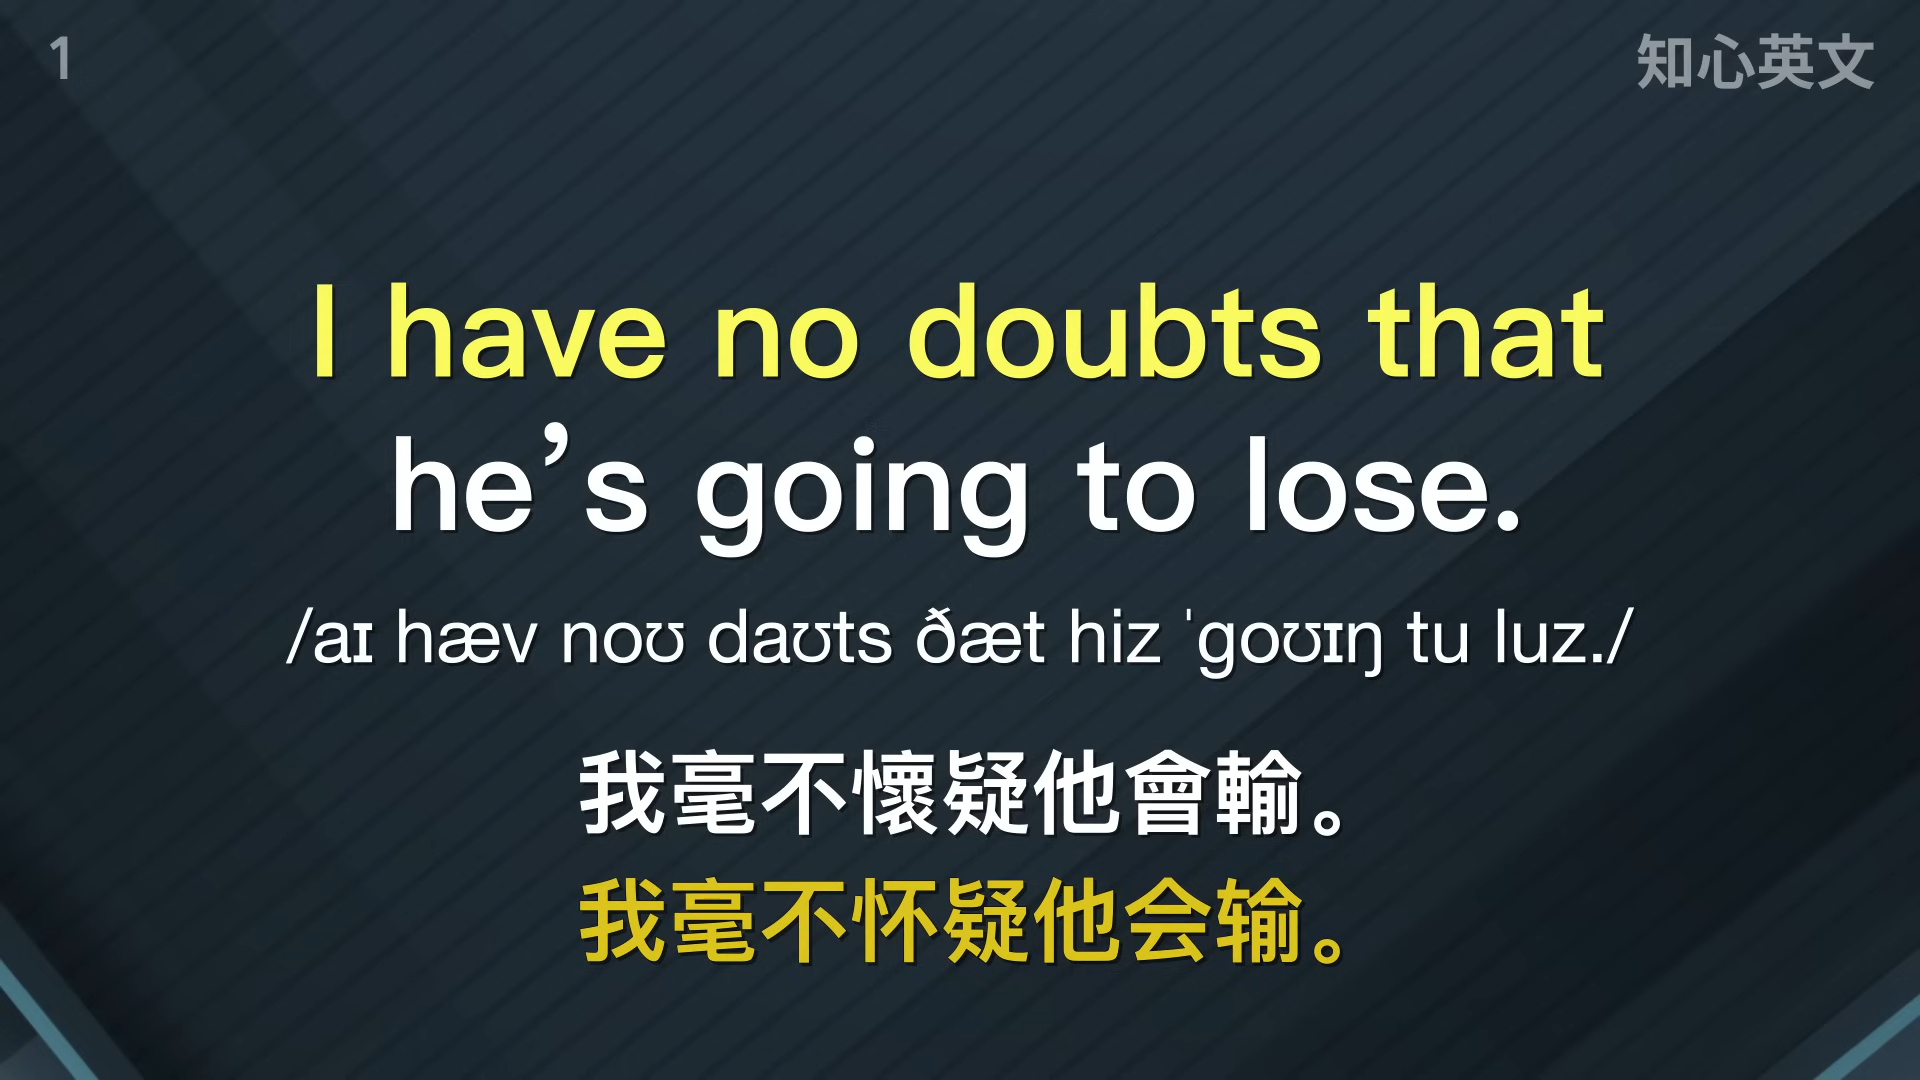 1
知心英文
I have no doubts that
he’s going to lose.
/aɪ hæv noʊ daʊts ðæt hiz ˈgoʊɪŋ tu luz./
我毫不懷疑他會輸。
我毫不怀疑他会输。